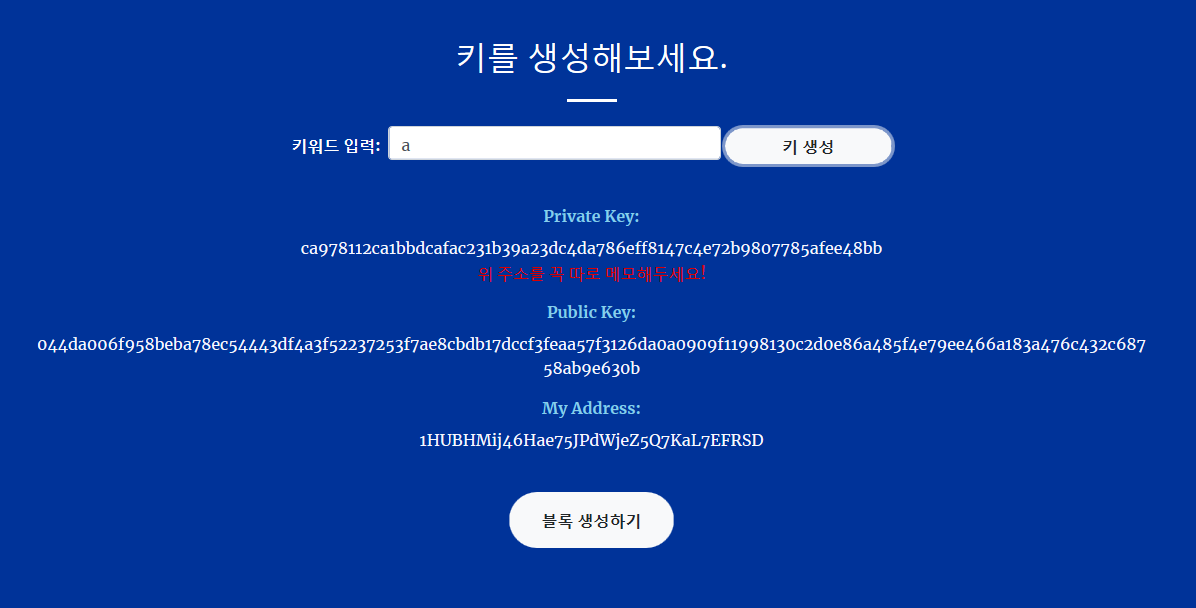 키를 생성해보세요.
키워드 입력: a 키 생성
Private Key:
ca978112ca1bbdcafac231b39a23dc4da786eff8147c4e72b9807785afee48bb
위 주소를 꼭 따로 메모해두세요!
Public Key:
044da006f958beba78ec54443df4a3f52237253f7ae8cbdb17dccf3feaa57f3126da0a0909f11998130c2d0e86a485f4e79ee466a183a476c432c687
58ab9e630b
My Address:
1HUBHMij46Hae75JPdWjeZ5Q7KaL7EFRSD
블록 생성하기